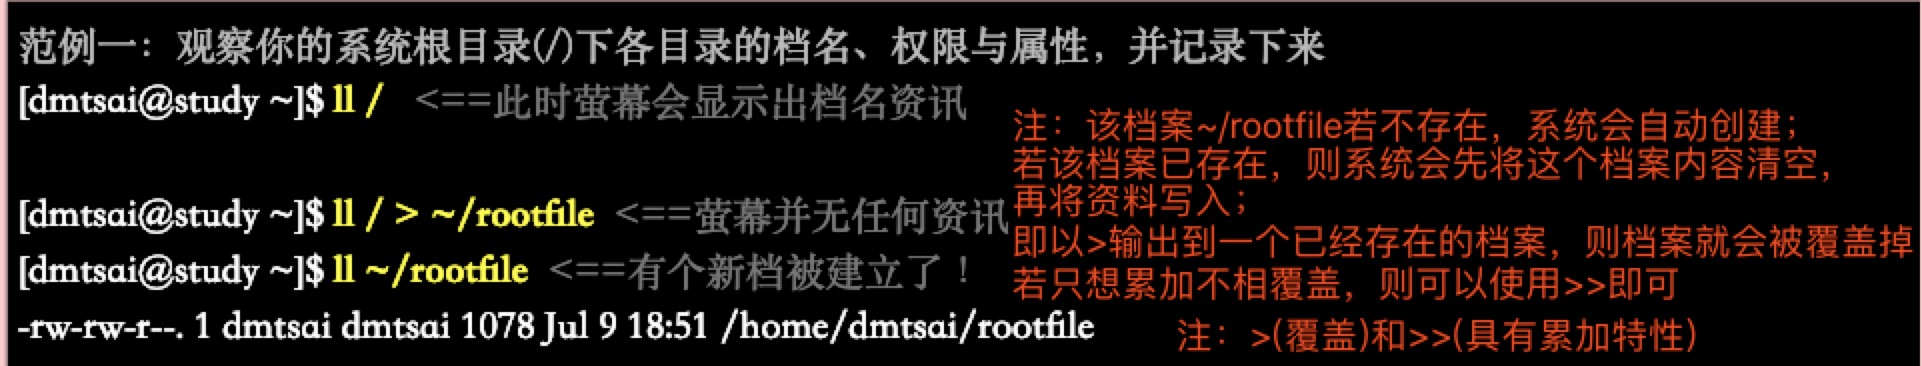 范例一：观察你的系统根目录(/)下各目录的档名、权限与属性，并记录下来
[dmtsai@study ~]$ ll / <==此时萤幕会显示出档名资讯
[dmtsai@study ~]$ ll / > ~/rootfile <==萤幕并无任何资讯
[dmtsai@study ~]$ ll ~/rootfile <==有个新档被建立了！
-rw-rw-r--. 1 dmtsai dmtsai 1078 Jul 9 18:51 /home/dmtsai/rootfile
注：该档案~/rootfile若不存在，系统会自动创建；
若该档案已存在，则系统会先将这个档案内容清空，
再将资料写入；
即以>输出到一个已经存在的档案，则档案就会被覆盖掉
若只想累加不相覆盖，则可以使用>>即可
注：>(覆盖)和>>(具有累加特性)